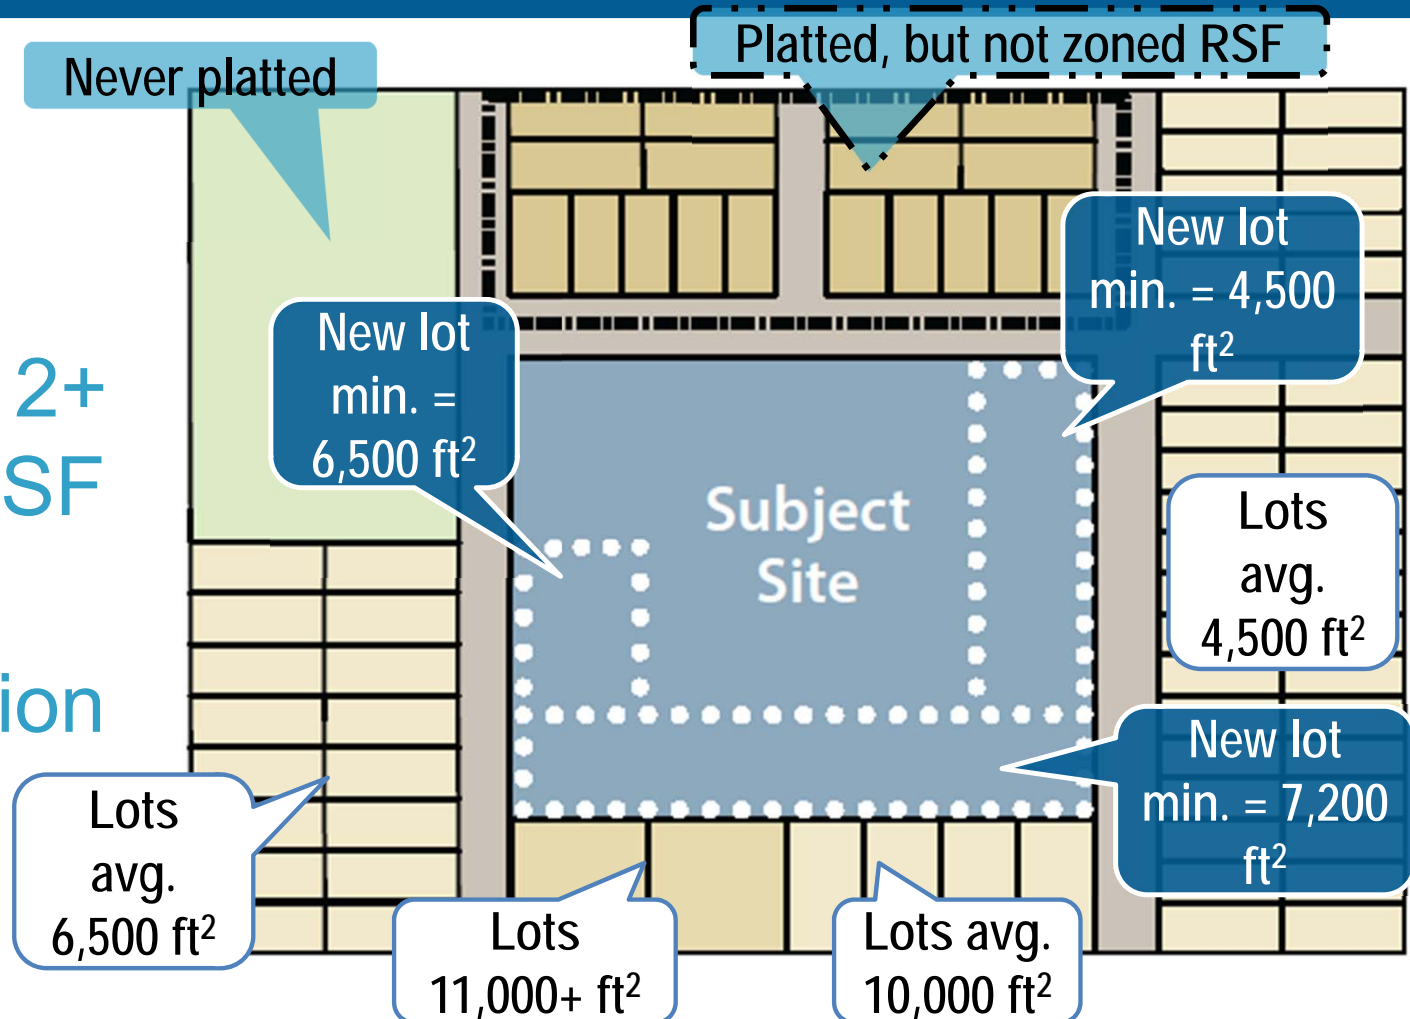 Never platted
Platted, but not zoned RSF
New lot
min. = 4,500
ft²
New lot
min. =
6,500 ft²
2+
SF
Subject
Site
Lots
avg.
4,500 ft²
ion
New lot
min. = 7,200
ft²
Lots
avg.
6,500 ft²
Lots
11,000+ ft²
Lots avg.
10,000 ft²